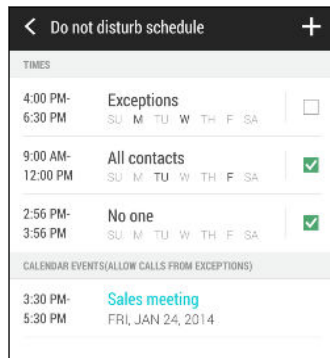 Do not disturb schedule
TIMES
4:00 PM- Exceptions
6:30 PM SU M TU W TH F SA
9:00 AM- All contacts
12:00 PM SU M TU W TH F SA
2:56 PM- No one
3:56 PM SU M TU W TH F SA
CALENDAR EVENTS(ALLOW CALLS FROM EXCEPTIONS)
3:30 PM- Sales meeting
5:30 PM FRI, JAN 24, 2014